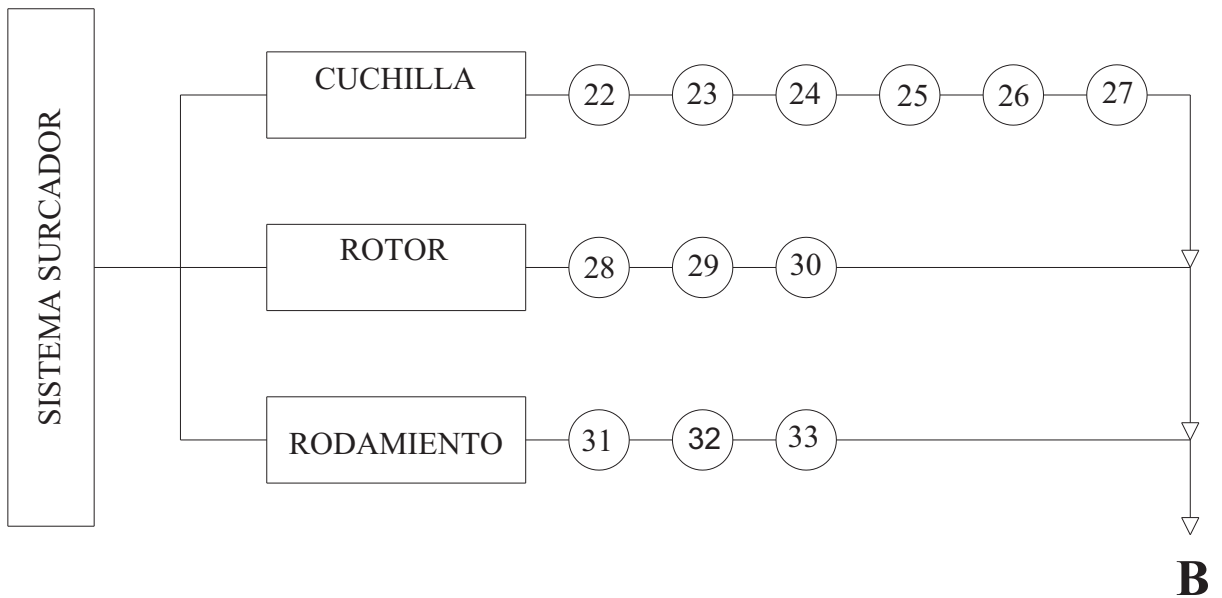 SISTEMA SURCADOR
CUCHILLA
22 23 24 25 26 27
ROTOR
28 29 30
RODAMIENTO
31 32 33
B